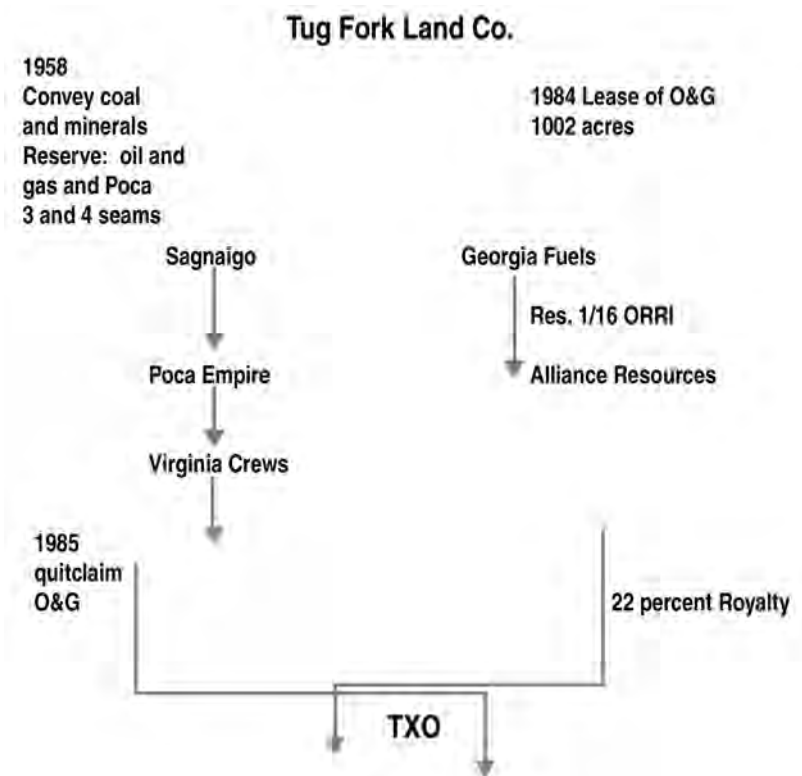 Tug Fork Land Co.
1958
Convey coal
and minerals
Reserve: oil and
gas and Poca
3 and 4 seams
1984 Lease of O&G
1002 acres
Sagnaigo
Georgia Fuels
Res. 1/16 ORRI
Poca Empire
Alliance Resources
Virginia Crews
1985
quitclaim
O&G
22 percent Royalty
TXO